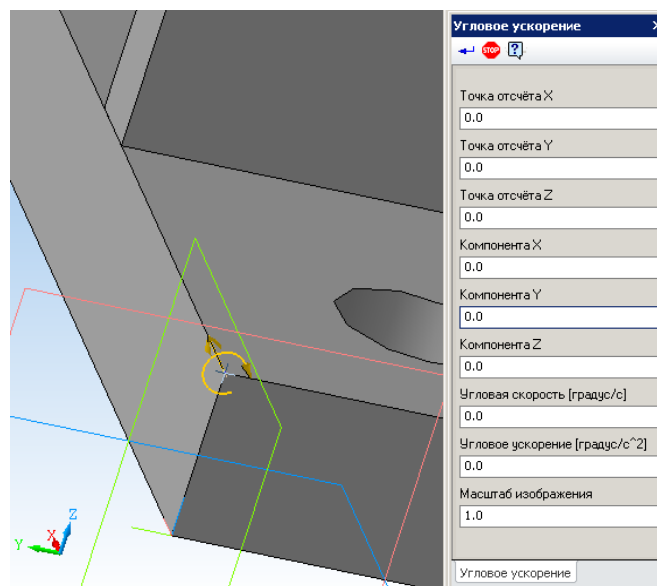 Угловое ускорение
STOP
?
Точка отсчёта X
0.0
Точка отсчёта Y
0.0
Точка отсчёта Z
0.0
Компонента X
0.0
Компонента Y
0.0
Компонента Z
0.0
Угловая скорость [градус/с]
0.0
Угловое ускорение [градус/с^2]
0.0
Масштаб изображения
1.0
Угловое ускорение
Z
X
Y